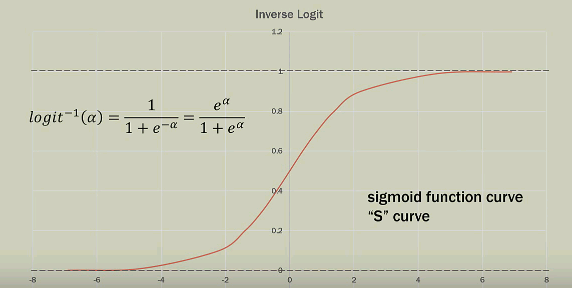 Inverse Logit
1.2
1
logit⁻¹(α) = 1 / (1 + e^−α) = e^α / (1 + e^α)
0.8
0.6
0.4
sigmoid function curve
“S” curve
0.2
0
-8 -6 -4 -2 0 2 4 6 8